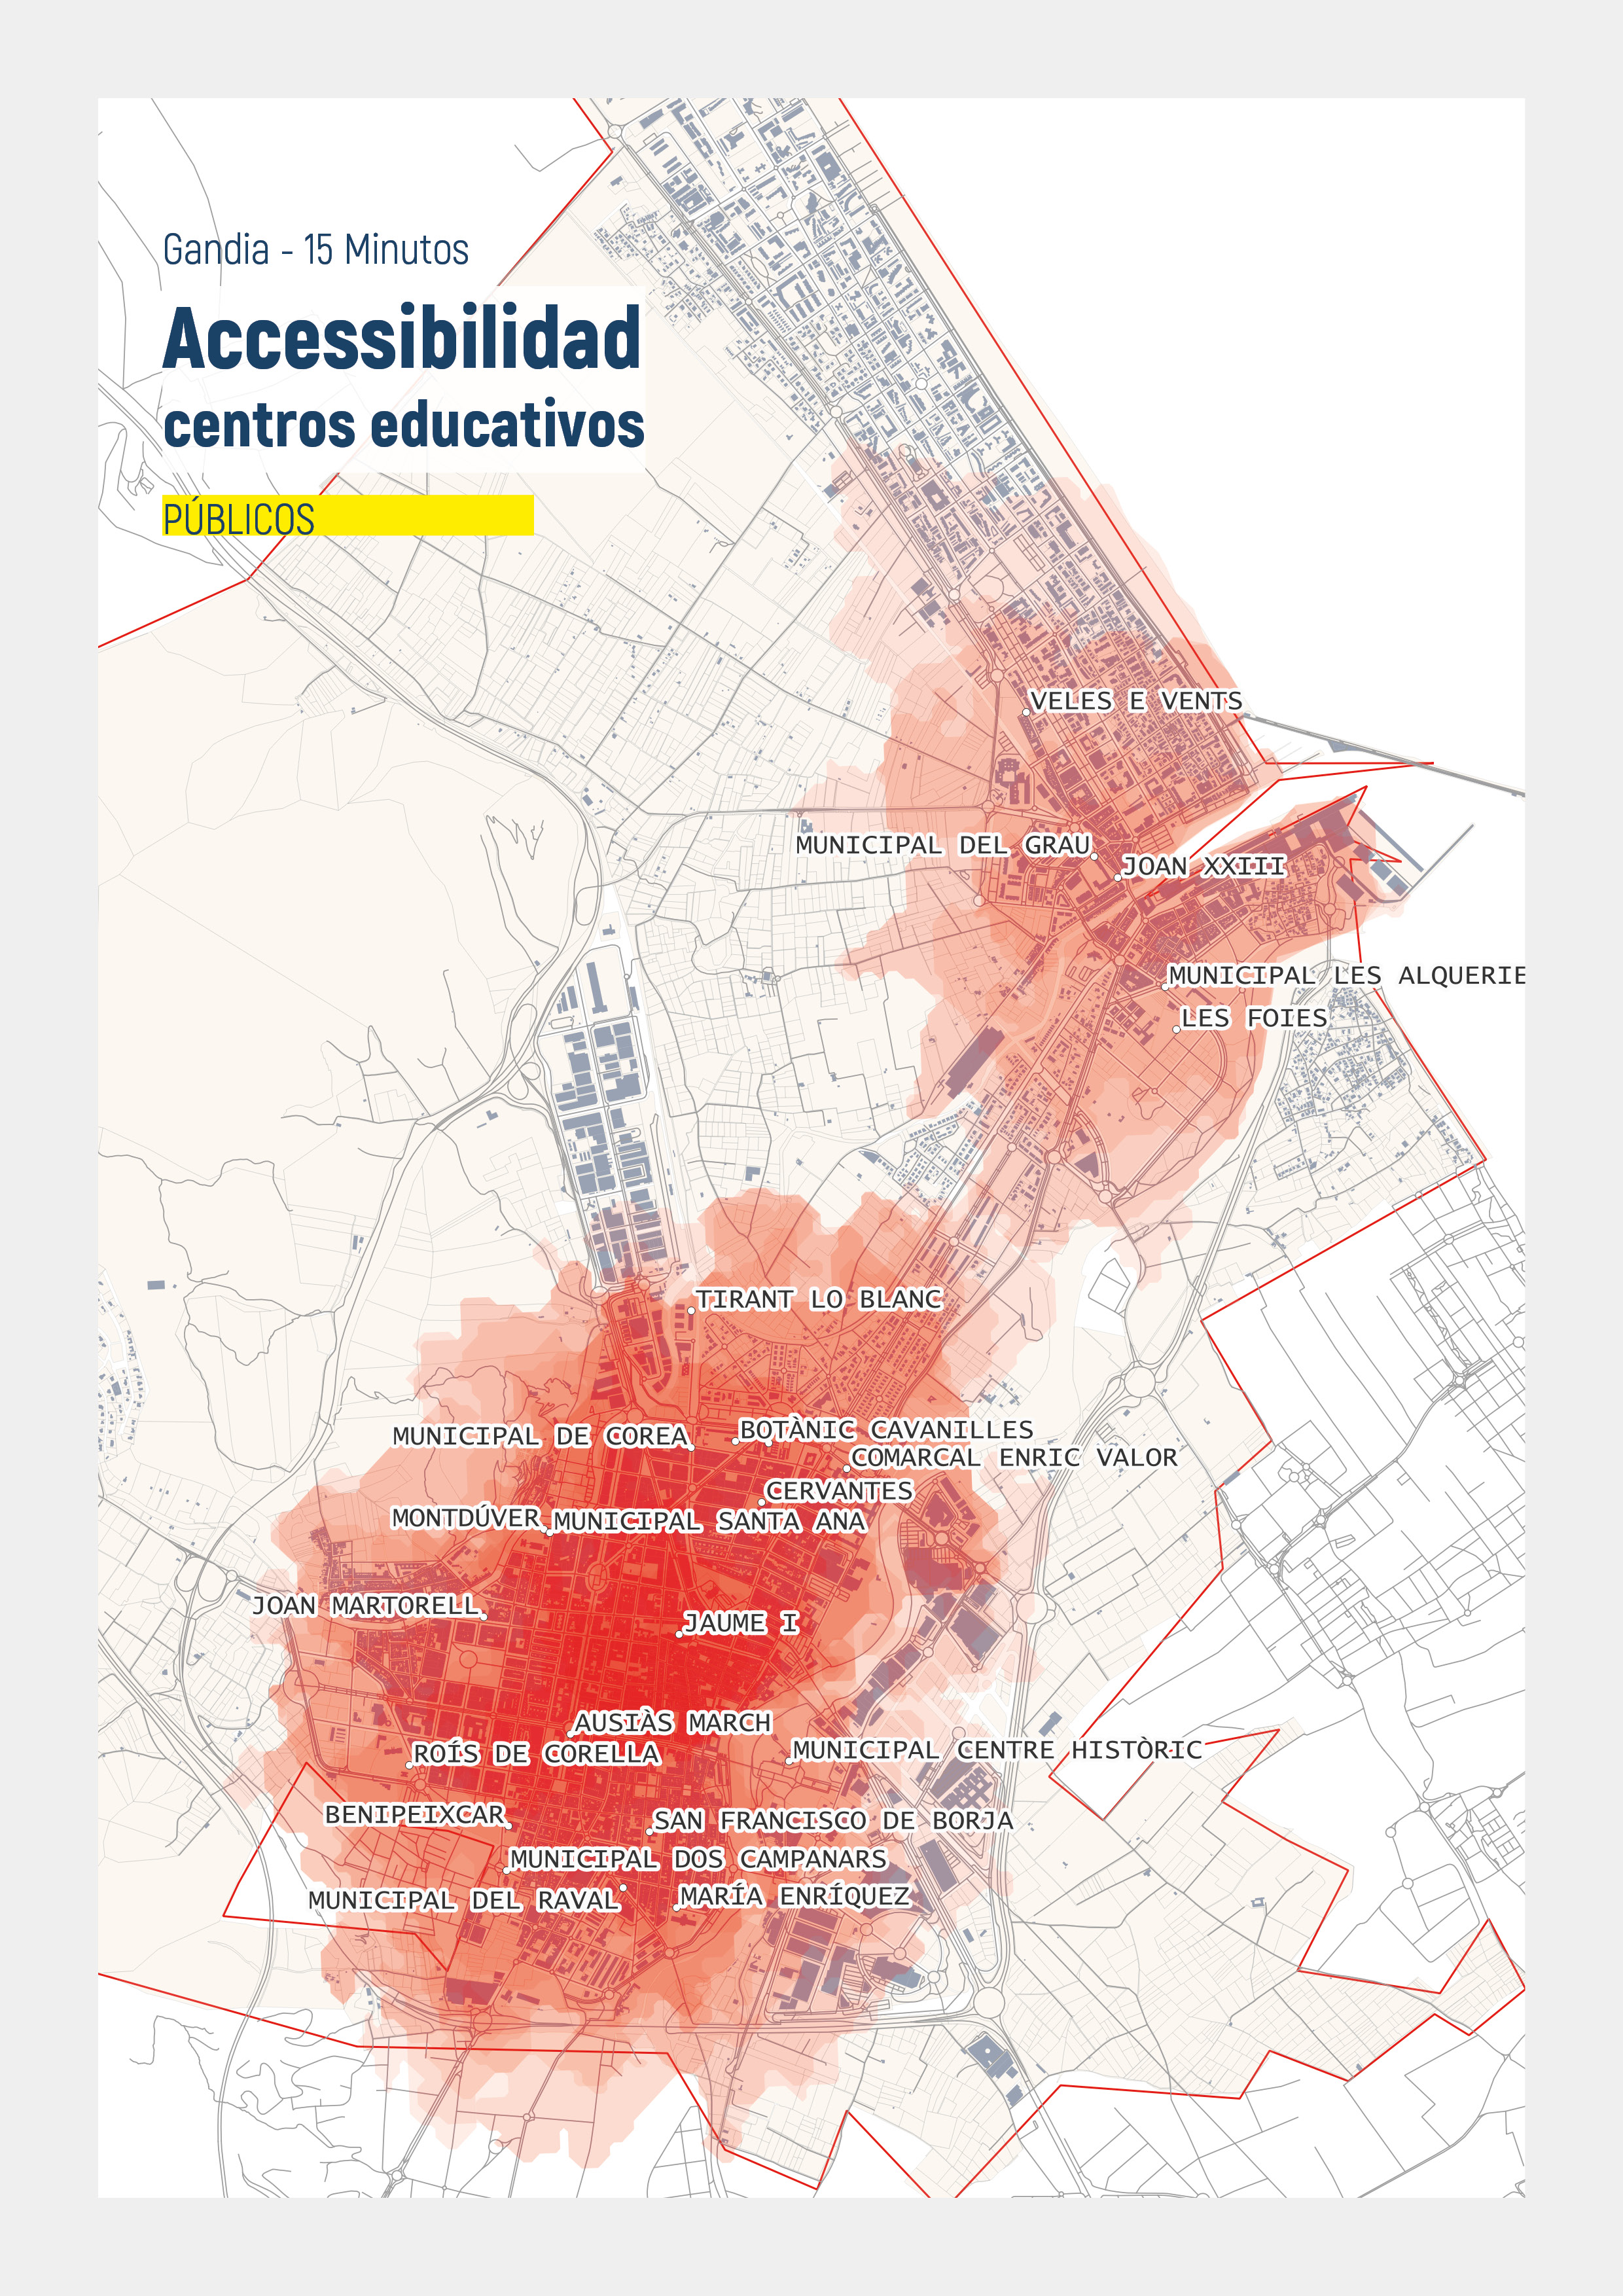 Gandia - 15 Minutos
Accessibilidad
centros educativos
PÚBLICOS
VELES E VENTS
MUNICIPAL DEL GRAU
JOAN XXIII
MUNICIPAL LES ALQUERIE
LES FOIES
TIRANT LO BLANC
MUNICIPAL DE COREA
BOTÀNIC CAVANILLES
COMARCAL ENRIC VALOR
CERVANTES
MONTDÚVER
MUNICIPAL SANTA ANA
JOAN MARTORELL
JAUME I
AUSIÀS MARCH
ROÍS DE CORELLA
MUNICIPAL CENTRE HISTÒRIC
BENIPEIXCAR
SAN FRANCISCO DE BORJA
MUNICIPAL DOS CAMPANARS
MUNICIPAL DEL RAVAL
MARÍA ENRÍQUEZ